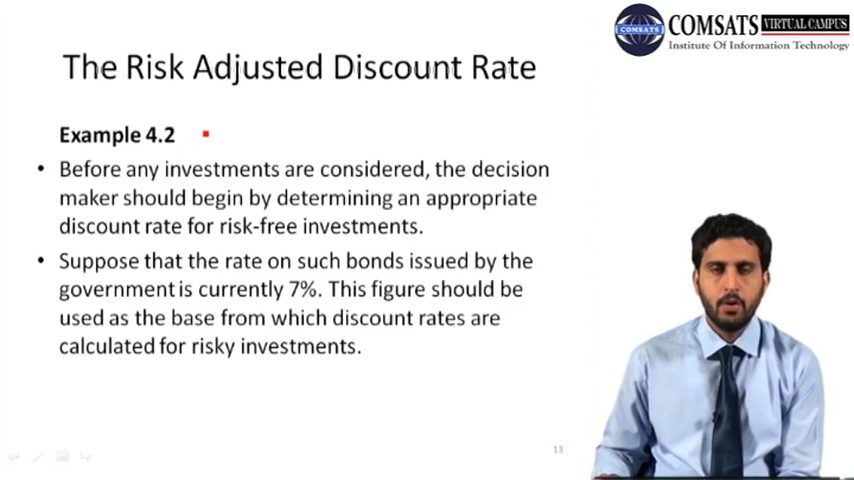 COMSATS VIRTUAL CAMPUS
COMSATS
Institute Of Information Technology
The Risk Adjusted Discount Rate
Example 4.2
• Before any investments are considered, the decision
maker should begin by determining an appropriate
discount rate for risk-free investments.
• Suppose that the rate on such bonds issued by the
government is currently 7%. This figure should be
used as the base from which discount rates are
calculated for risky investments.
13